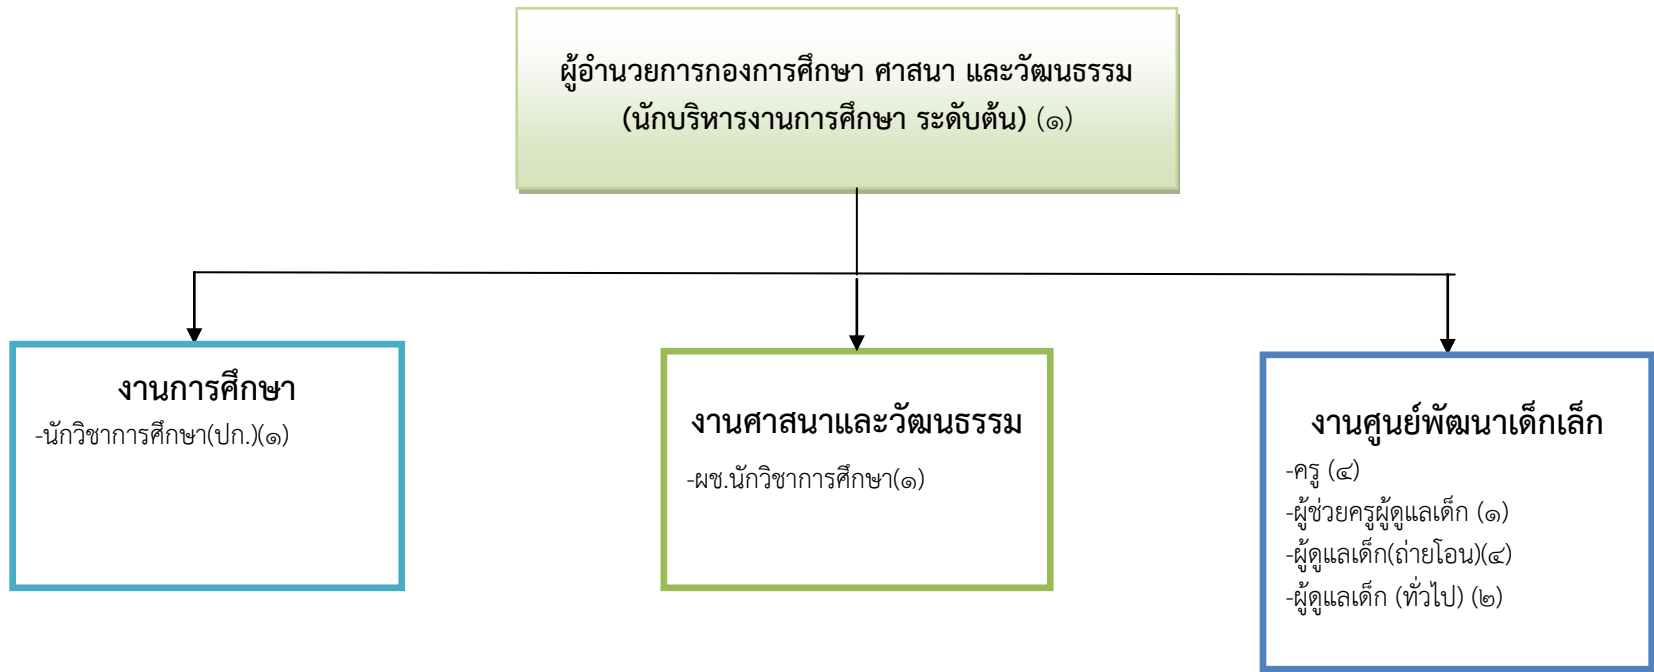 ผู้อำนวยการกองการศึกษา ศาสนา และวัฒนธรรม
(นักบริหารงานการศึกษา ระดับต้น) (๑)
งานการศึกษา
-นักวิชาการศึกษา(ปก.)(๑)
งานศาสนาและวัฒนธรรม
-ผช.นักวิชาการศึกษา(๑)
งานศูนย์พัฒนาเด็กเล็ก
-ครู (๔)
-ผู้ช่วยครูผู้ดูแลเด็ก (๑)
-ผู้ดูแลเด็ก(ถ่ายโอน)(๔)
-ผู้ดูแลเด็ก (ทั่วไป) (๒)